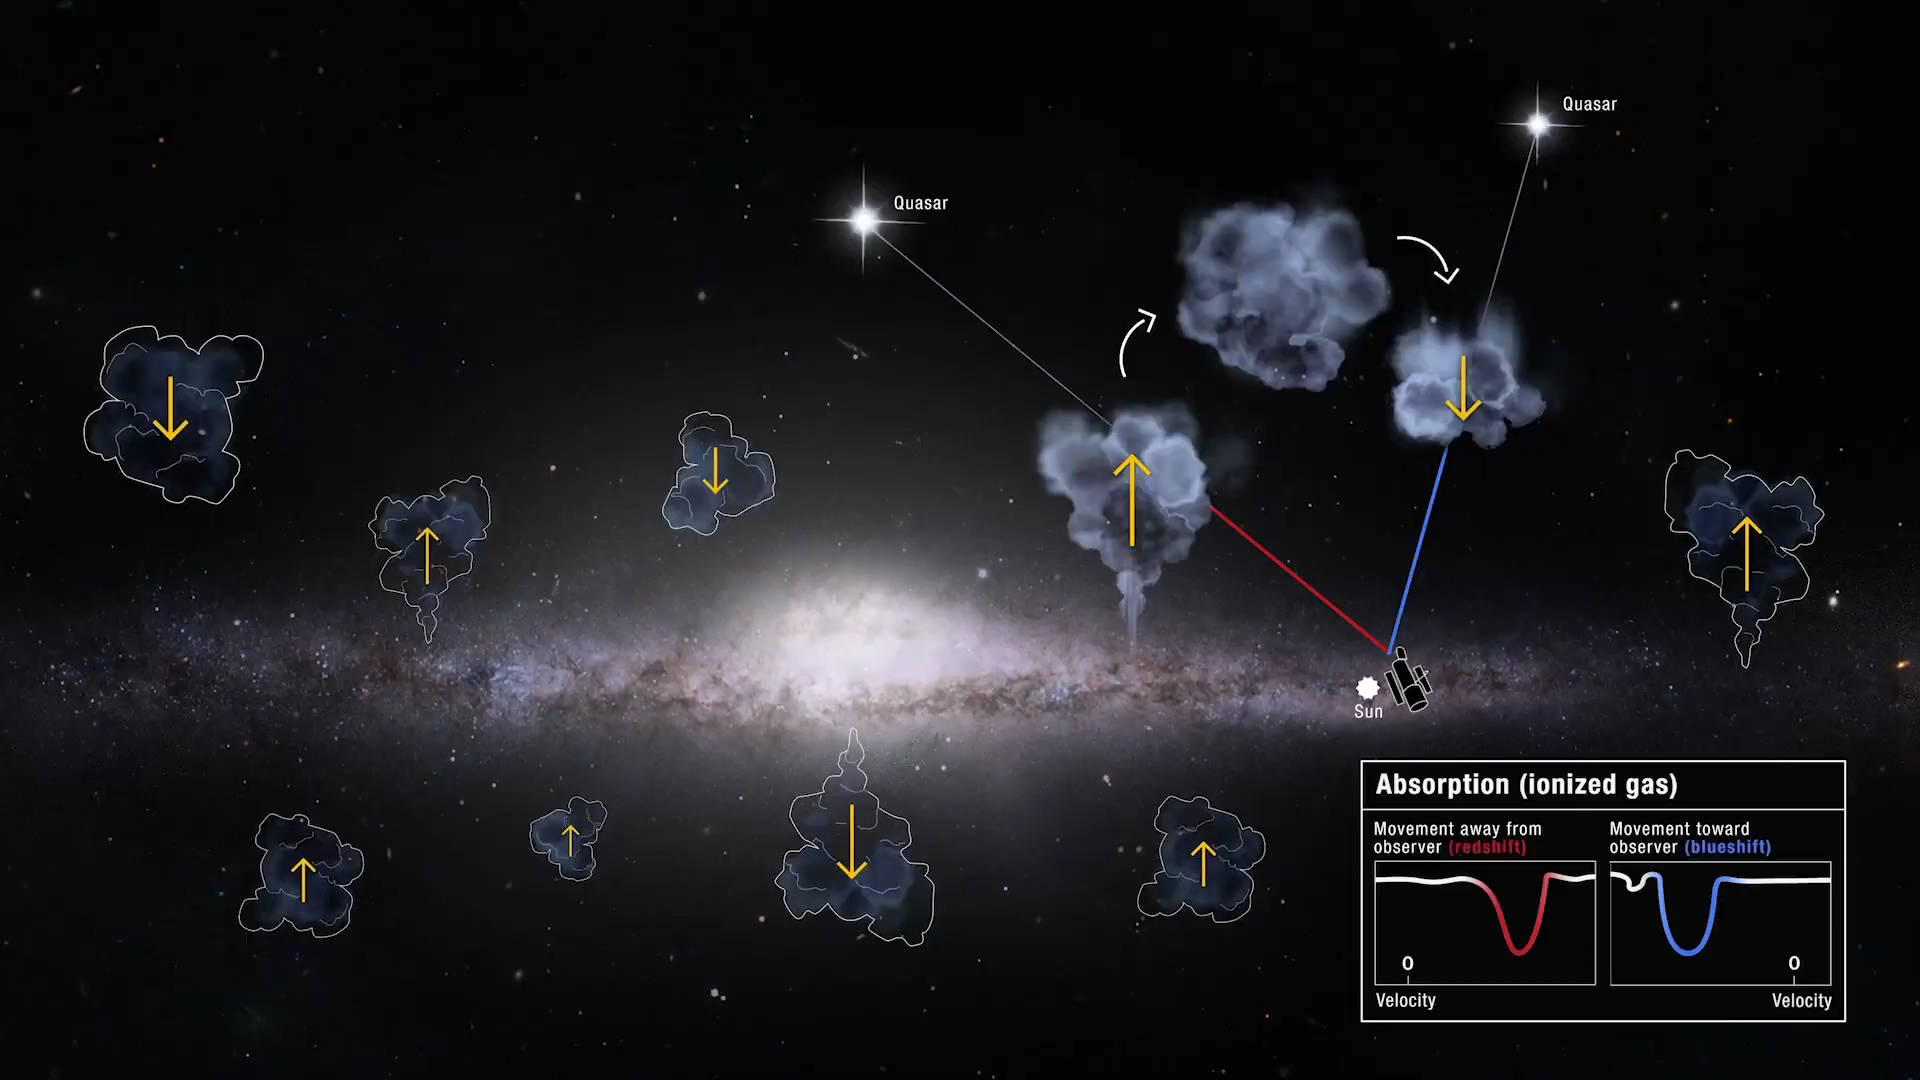 Quasar
Quasar
Sun
Absorption (ionized gas)
Movement away from
observer (redshift)
Movement toward
observer (blueshift)
0
0
Velocity
Velocity